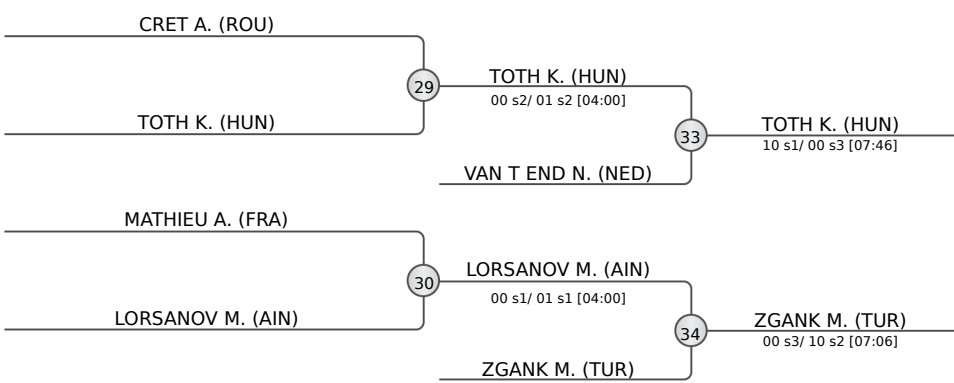 CRET A. (ROU)
29
TOTH K. (HUN)
00 s2/ 01 s2 [04:00]
TOTH K. (HUN)
33
TOTH K. (HUN)
10 s1/ 00 s3 [07:46]
VAN T END N. (NED)
MATHIEU A. (FRA)
30
LORSANOV M. (AIN)
00 s1/ 01 s1 [04:00]
LORSANOV M. (AIN)
34
ZGANK M. (TUR)
00 s3/ 10 s2 [07:06]
ZGANK M. (TUR)